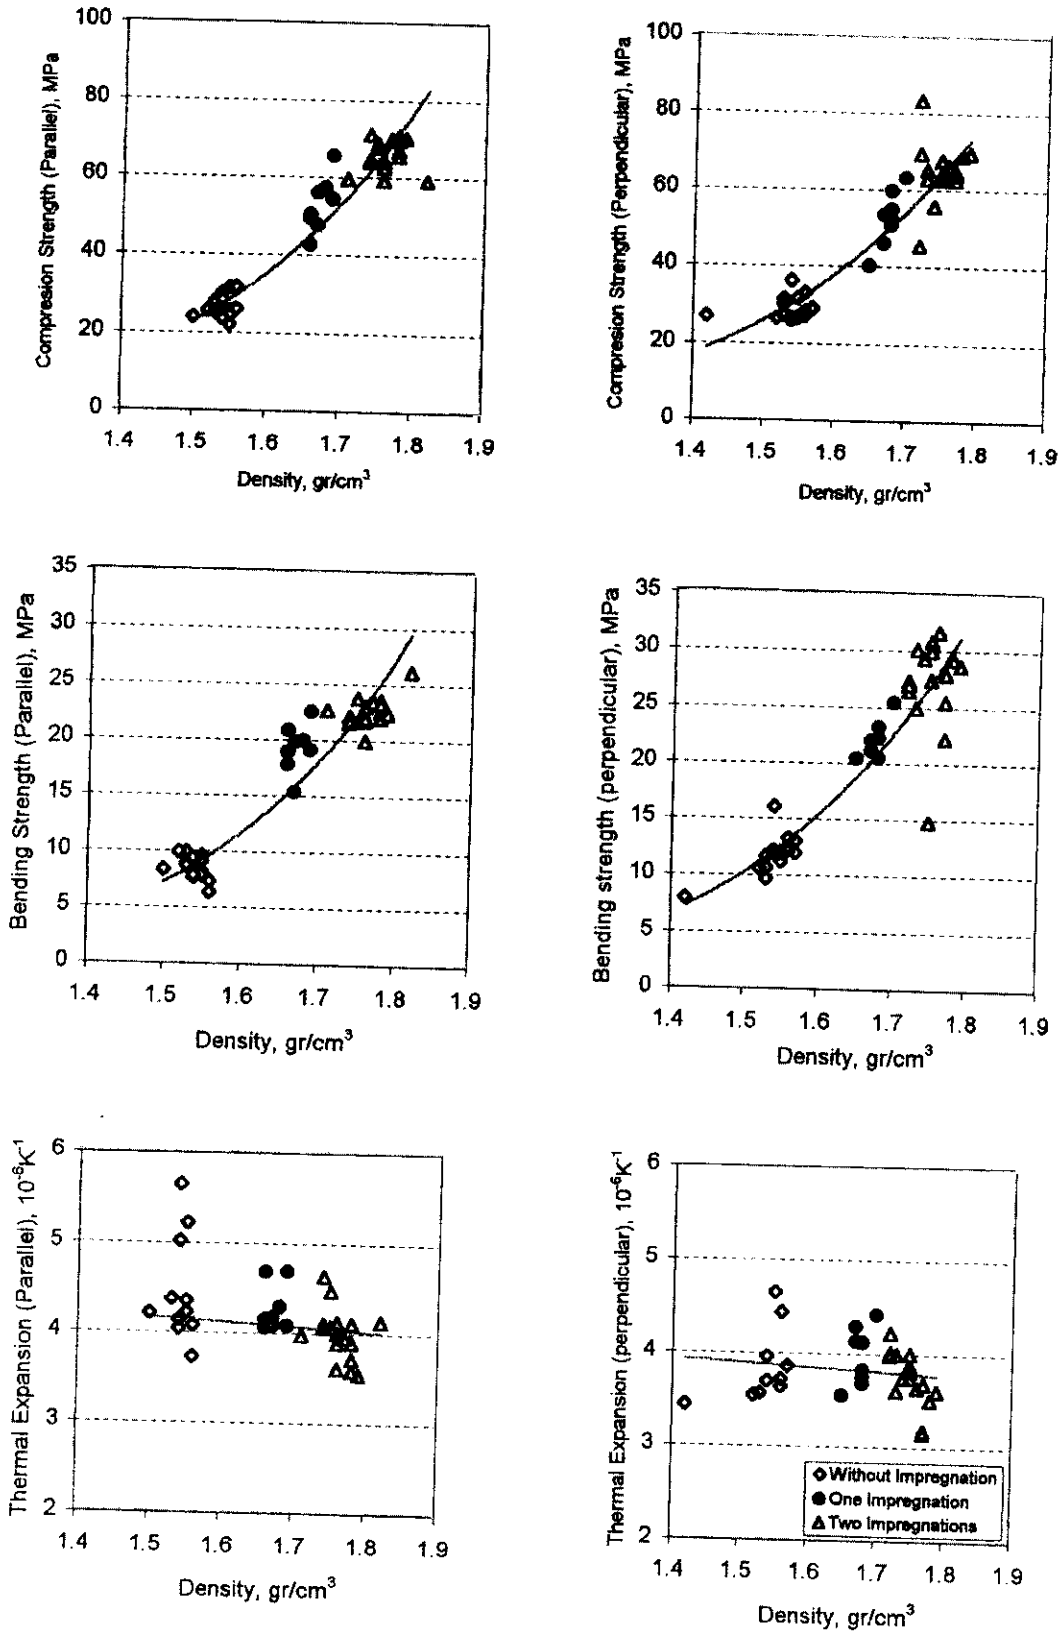 Compresion Strength (Parallel), MPa
100
80
60
40
20
0
1.4 1.5 1.6 1.7 1.8 1.9
Density, gr/cm³
Compresion Strength (Perpendicular), MPa
100
80
60
40
20
0
1.4 1.5 1.6 1.7 1.8 1.9
Density, gr/cm³
Bending Strength (Parallel), MPa
35
30
25
20
15
10
5
0
1.4 1.5 1.6 1.7 1.8 1.9
Density, gr/cm³
Bending strength (perpendicular), MPa
35
30
25
20
15
10
5
0
1.4 1.5 1.6 1.7 1.8 1.9
Density, gr/cm³
Thermal Expansion (Parallel), 10⁻⁶K⁻¹
6
5
4
3
2
1.4 1.5 1.6 1.7 1.8 1.9
Density, gr/cm³
Thermal Expansion (perpendicular), 10⁻⁶K⁻¹
6
5
4
3
2
Without Impregnation
One Impregnation
Two Impregnations
1.4 1.5 1.6 1.7 1.8 1.9
Density, gr/cm³